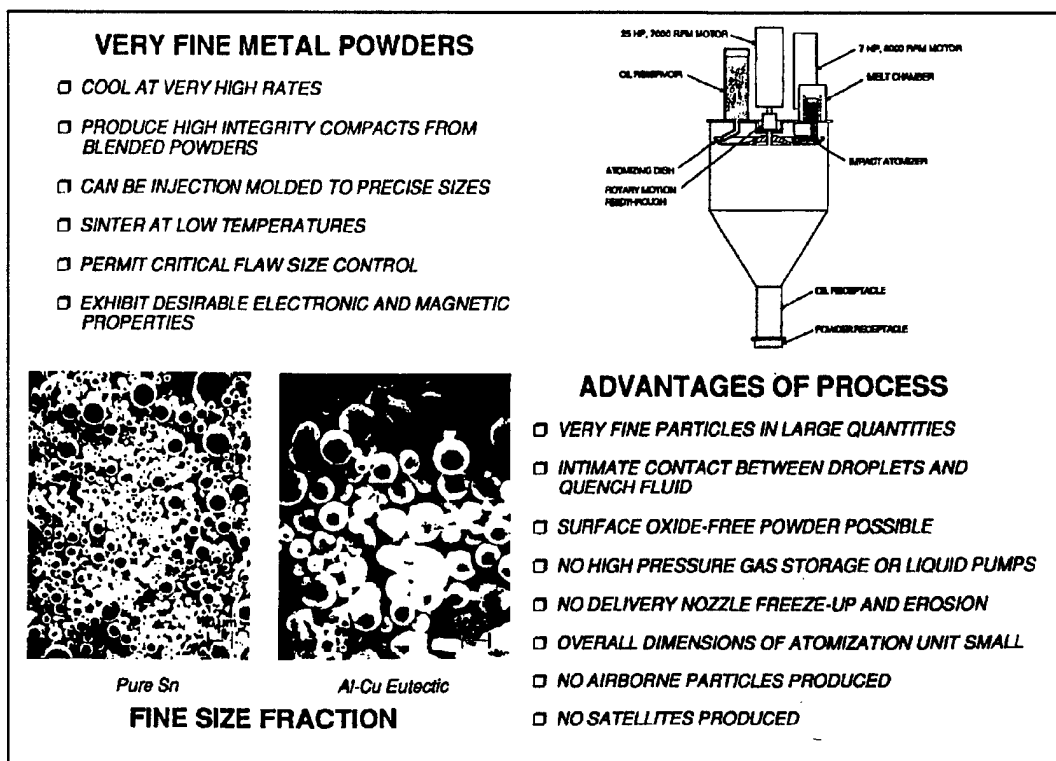 VERY FINE METAL POWDERS
COOL AT VERY HIGH RATES
PRODUCE HIGH INTEGRITY COMPACTS FROM
BLENDED POWDERS
CAN BE INJECTION MOLDED TO PRECISE SIZES
SINTER AT LOW TEMPERATURES
PERMIT CRITICAL FLAW SIZE CONTROL
EXHIBIT DESIRABLE ELECTRONIC AND MAGNETIC
PROPERTIES
25 HP, 7000 RPM MOTOR
7 HP, 8000 RPM MOTOR
OIL RESERVOIR
MELT CHAMBER
ATOMIZING DISH
IMPACT ATOMIZER
ROTARY MOTION
FEEDTHROUGH
OIL RECEPTACLE
POWDER RECEPTACLE
Pure Sn
Al-Cu Eutectic
FINE SIZE FRACTION
ADVANTAGES OF PROCESS
VERY FINE PARTICLES IN LARGE QUANTITIES
INTIMATE CONTACT BETWEEN DROPLETS AND
QUENCH FLUID
SURFACE OXIDE-FREE POWDER POSSIBLE
NO HIGH PRESSURE GAS STORAGE OR LIQUID PUMPS
NO DELIVERY NOZZLE FREEZE-UP AND EROSION
OVERALL DIMENSIONS OF ATOMIZATION UNIT SMALL
NO AIRBORNE PARTICLES PRODUCED
NO SATELLITES PRODUCED